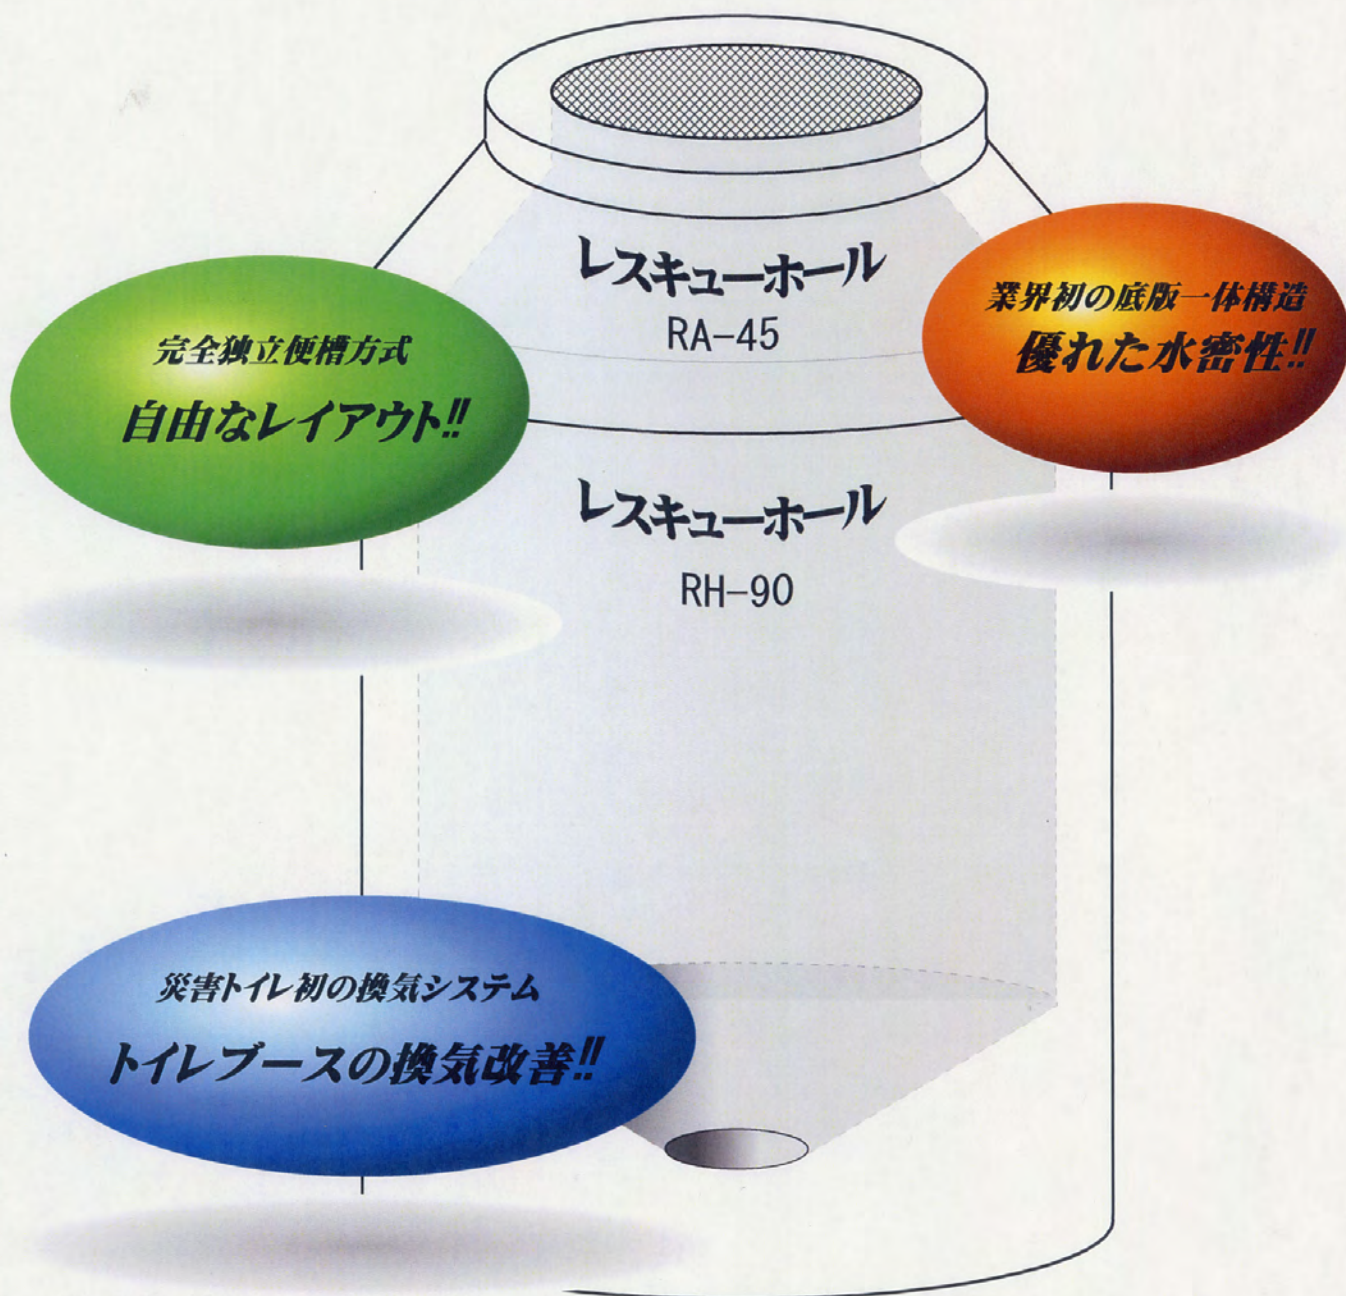 レスキューホール
RA-45
業界初の底版一体構造
優れた水密性!!
完全独立便槽方式
自由なレイアウト!!
レスキューホール
RH-90
災害トイレ初の換気システム
トイレブースの換気改善!!